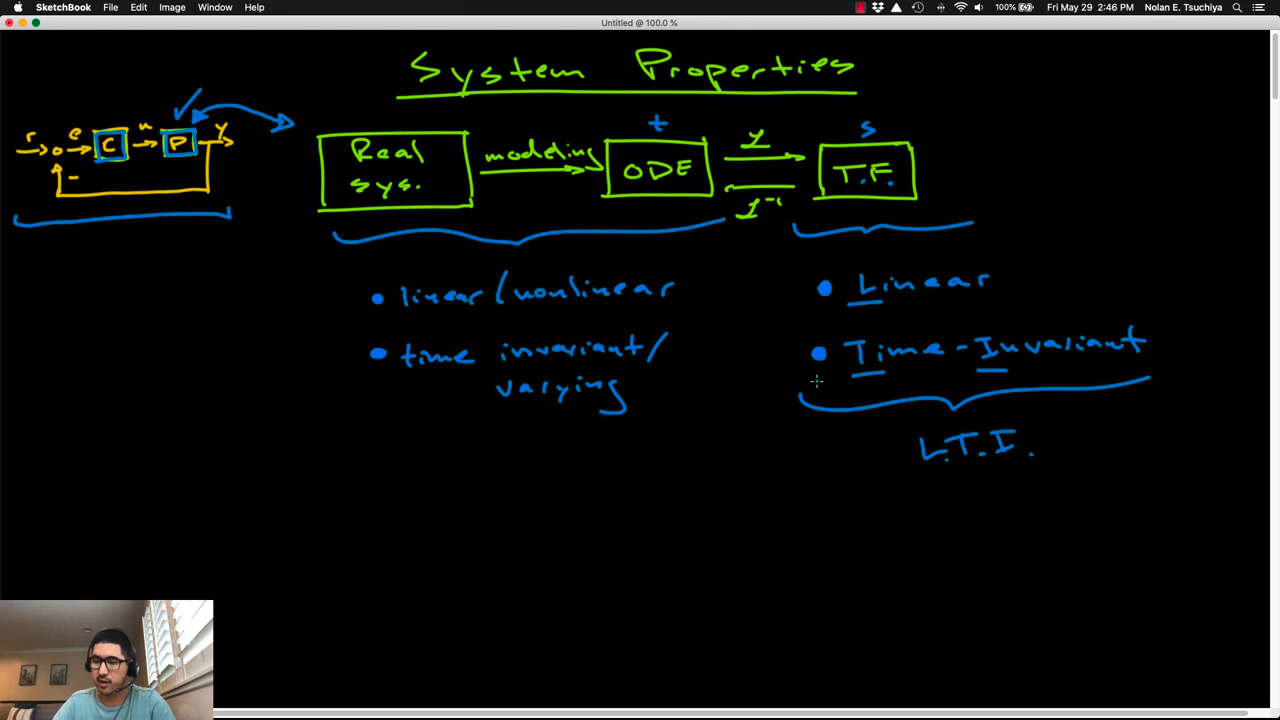 SketchBook File Edit Image Window Help 100% Fri May 29 2:46 PM Nolan E. Tsuchiya
Untitled @ 100.0 %
System Properties
r e C u P y
-
Real sys.
modeling
t
ODE
ℒ
ℒ⁻¹
s
T.F.
• linear/nonlinear
• time invariant/
varying
• Linear
• Time-Invariant
L.T.I.